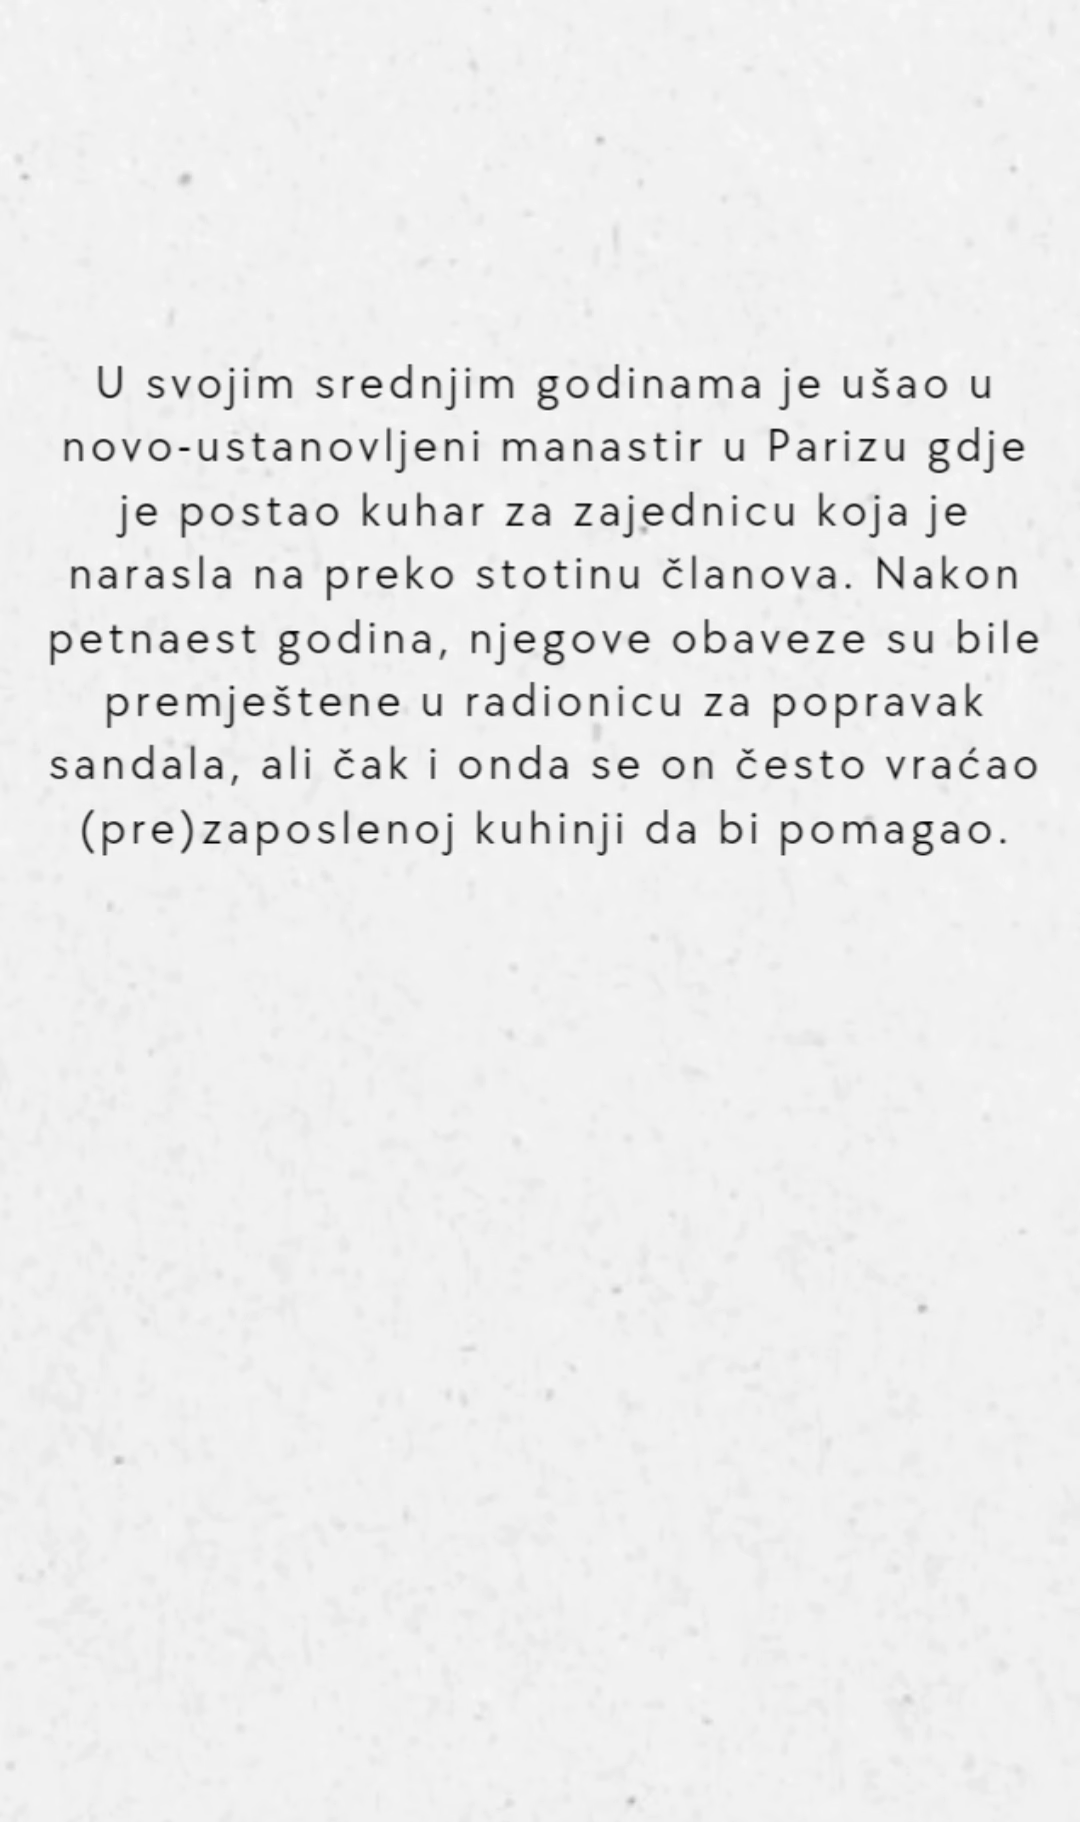 U svojim srednjim godinama je ušao u
novo-ustanovljeni manastir u Parizu gdje
je postao kuhar za zajednicu koja je
narasla na preko stotinu članova. Nakon
petnaest godina, njegove obaveze su bile
premještene u radionicu za popravak
sandala, ali čak i onda se on često vraćao
(pre)zaposlenoj kuhinji da bi pomagao.